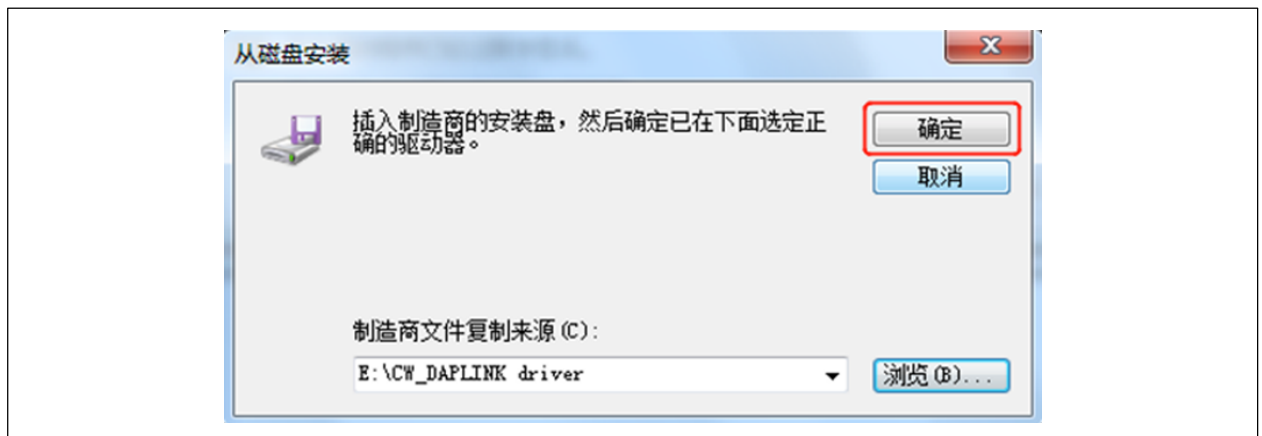 从磁盘安装
插入制造商的安装盘，然后确定已在下面选定正
确的驱动器。
确定
取消
制造商文件复制来源(C):
E:\CW_DAPLINK driver
浏览(B)...